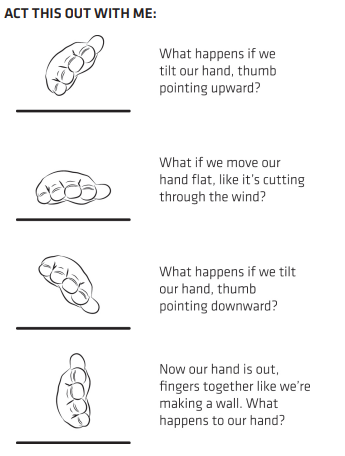 ACT THIS OUT WITH ME:
What happens if we
tilt our hand, thumb
pointing upward?
What if we move our
hand flat, like it's cutting
through the wind?
What happens if we tilt
our hand, thumb
pointing downward?
Now our hand is out,
fingers together like we're
making a wall. What
happens to our hand?